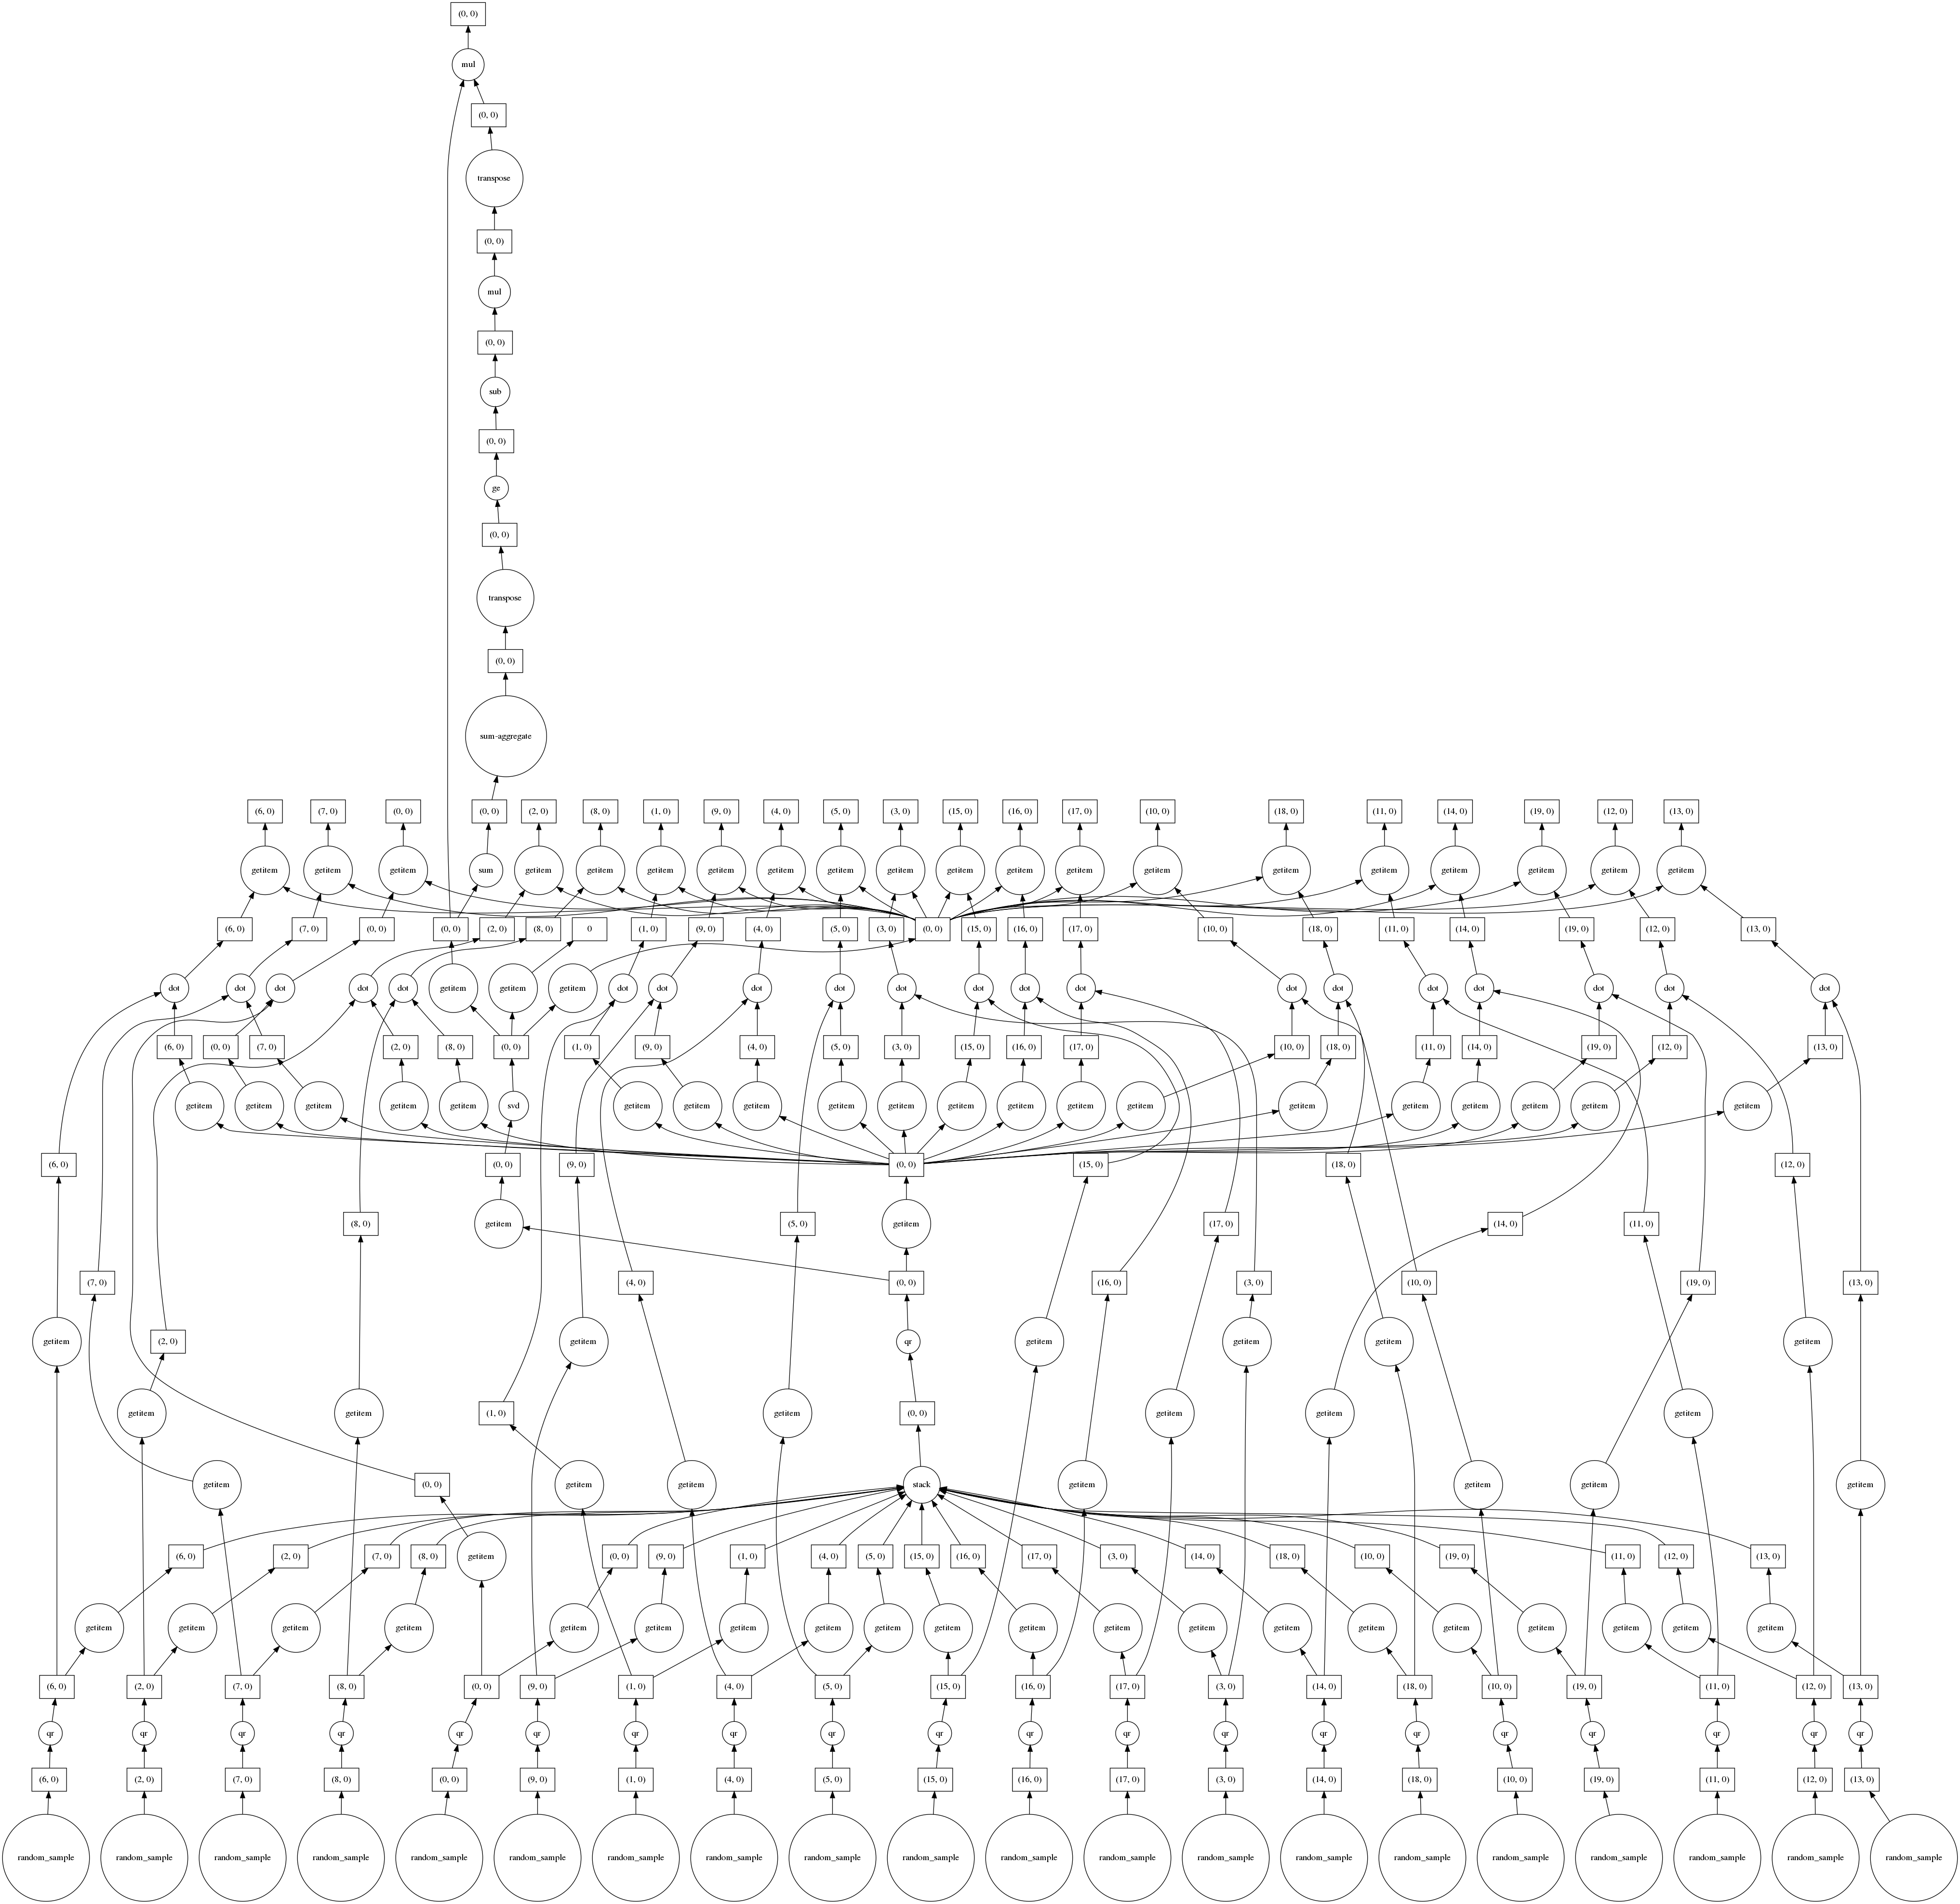 (0, 0)
mul
(0, 0)
transpose
(0, 0)
mul
(0, 0)
sub
(0, 0)
ge
(0, 0)
transpose
(0, 0)
sum-aggregate
(6, 0) (7, 0) (0, 0) (0, 0) (2, 0) (8, 0) (1, 0) (9, 0) (4, 0) (5, 0) (3, 0) (15, 0) (16, 0) (17, 0) (10, 0) (18, 0) (11, 0) (14, 0) (19, 0) (12, 0) (13, 0)
getitem getitem getitem sum getitem getitem getitem getitem getitem getitem getitem getitem getitem getitem getitem getitem getitem getitem getitem getitem getitem
(6, 0) (7, 0) (0, 0) (0, 0) (2, 0) (8, 0) 0 (1, 0) (9, 0) (4, 0) (5, 0) (3, 0) (0, 0) (15, 0) (16, 0) (17, 0) (10, 0) (18, 0) (11, 0) (14, 0) (19, 0) (12, 0) (13, 0)
dot dot dot dot dot getitem getitem getitem dot dot dot dot dot dot dot dot dot dot dot dot dot dot dot
(6, 0) (0, 0) (7, 0) (2, 0) (8, 0) (0, 0) (1, 0) (9, 0) (4, 0) (5, 0) (3, 0) (15, 0) (16, 0) (17, 0) (10, 0) (18, 0) (11, 0) (14, 0) (19, 0) (12, 0) (13, 0)
getitem getitem getitem getitem getitem svd getitem getitem getitem getitem getitem getitem getitem getitem getitem getitem getitem getitem getitem getitem getitem
(6, 0) (0, 0) (9, 0) (0, 0) (15, 0) (18, 0) (12, 0)
(8, 0) getitem (5, 0) getitem (17, 0) (14, 0) (11, 0)
(7, 0) (4, 0) (0, 0) (16, 0) (3, 0) (10, 0) (19, 0) (13, 0)
getitem (2, 0) getitem qr getitem getitem getitem getitem
getitem getitem (1, 0) getitem (0, 0) getitem getitem getitem
getitem (0, 0) getitem getitem stack getitem getitem getitem getitem
(6, 0) (2, 0) (7, 0) (8, 0) getitem (0, 0) (9, 0) (1, 0) (4, 0) (5, 0) (15, 0) (16, 0) (17, 0) (3, 0) (14, 0) (18, 0) (10, 0) (19, 0) (11, 0) (12, 0) (13, 0)
getitem getitem getitem getitem getitem getitem getitem getitem getitem getitem getitem getitem getitem getitem getitem getitem getitem getitem getitem getitem
(6, 0) (2, 0) (7, 0) (8, 0) (0, 0) (9, 0) (1, 0) (4, 0) (5, 0) (15, 0) (16, 0) (17, 0) (3, 0) (14, 0) (18, 0) (10, 0) (19, 0) (11, 0) (12, 0) (13, 0)
qr qr qr qr qr qr qr qr qr qr qr qr qr qr qr qr qr qr qr qr
(6, 0) (2, 0) (7, 0) (8, 0) (0, 0) (9, 0) (1, 0) (4, 0) (5, 0) (15, 0) (16, 0) (17, 0) (3, 0) (14, 0) (18, 0) (10, 0) (19, 0) (11, 0) (12, 0) (13, 0)
random_sample random_sample random_sample random_sample random_sample random_sample random_sample random_sample random_sample random_sample random_sample random_sample random_sample random_sample random_sample random_sample random_sample random_sample random_sample random_sample